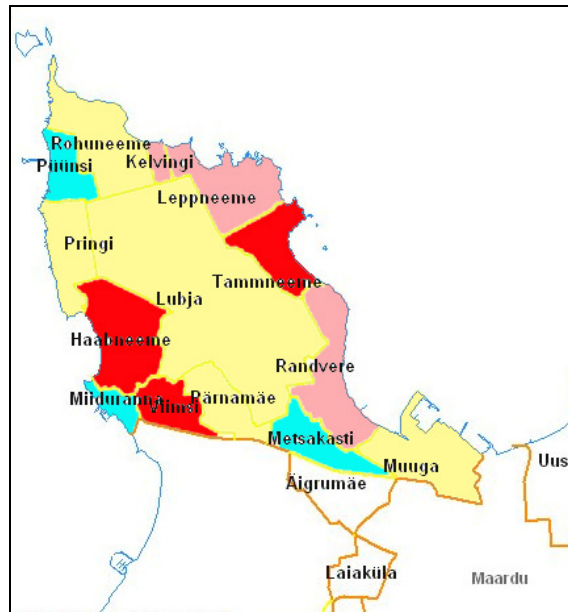 Rohuneeme
Püünsi
Kelvingi
Leppneeme
Pringi
Tammneeme
Lubja
Haabneeme
Randvere
Miiduranna
Viimsi
Pärnamäe
Metsakasti
Muuga
Uus
Äigrumäe
Laiaküla
Maardu